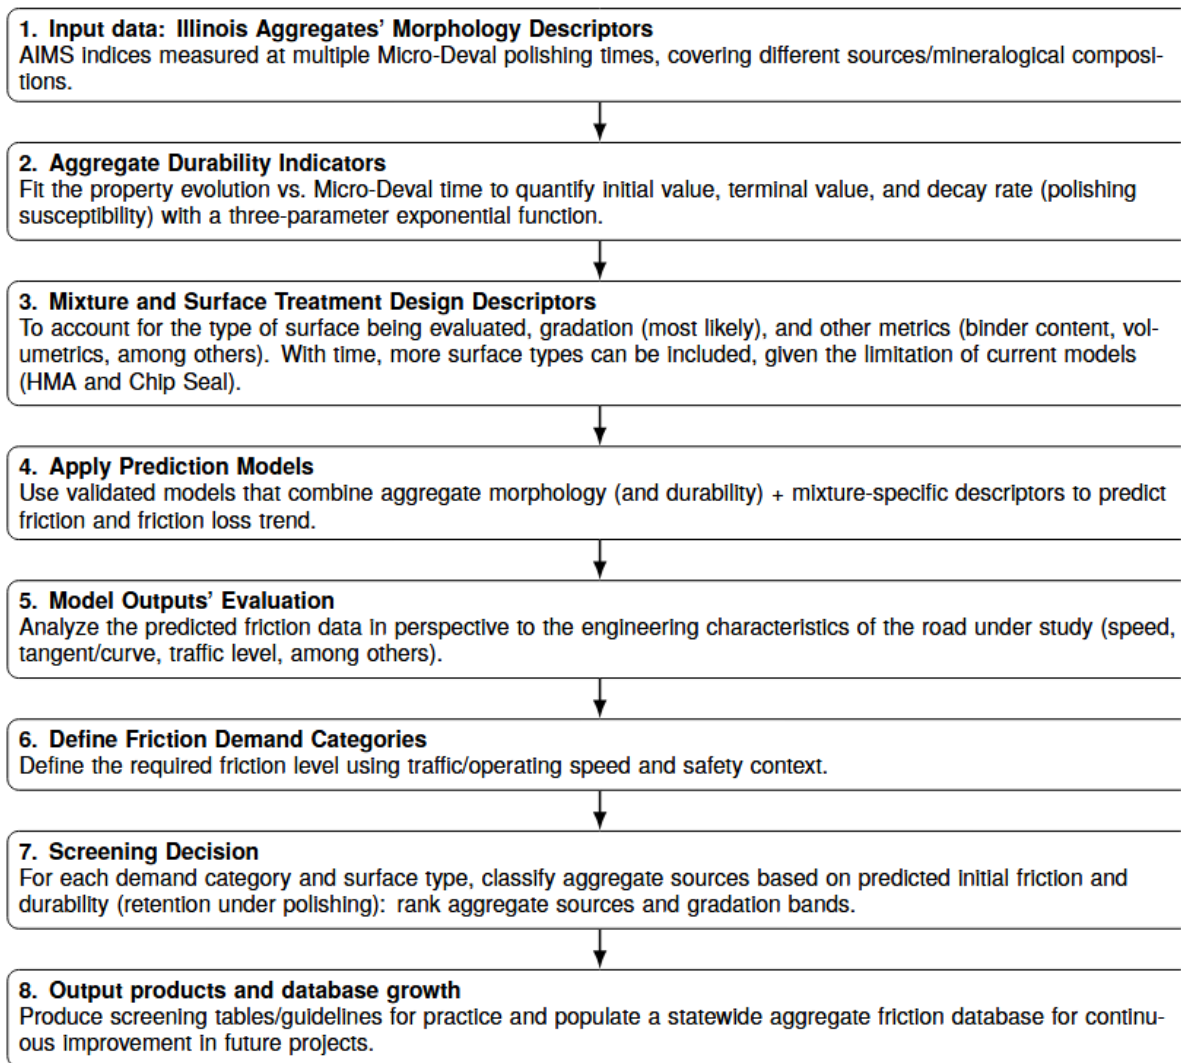 1. Input data: Illinois Aggregates' Morphology Descriptors
AIMS indices measured at multiple Micro-Deval polishing times, covering different sources/mineralogical composi-
tions.
2. Aggregate Durability Indicators
Fit the property evolution vs. Micro-Deval time to quantify initial value, terminal value, and decay rate (polishing
susceptibility) with a three-parameter exponential function.
3. Mixture and Surface Treatment Design Descriptors
To account for the type of surface being evaluated, gradation (most likely), and other metrics (binder content, vol-
umetrics, among others). With time, more surface types can be included, given the limitation of current models
(HMA and Chip Seal).
4. Apply Prediction Models
Use validated models that combine aggregate morphology (and durability) + mixture-specific descriptors to predict
friction and friction loss trend.
5. Model Outputs' Evaluation
Analyze the predicted friction data in perspective to the engineering characteristics of the road under study (speed,
tangent/curve, traffic level, among others).
6. Define Friction Demand Categories
Define the required friction level using traffic/operating speed and safety context.
7. Screening Decision
For each demand category and surface type, classify aggregate sources based on predicted initial friction and
durability (retention under polishing): rank aggregate sources and gradation bands.
8. Output products and database growth
Produce screening tables/guidelines for practice and populate a statewide aggregate friction database for continu-
ous improvement in future projects.